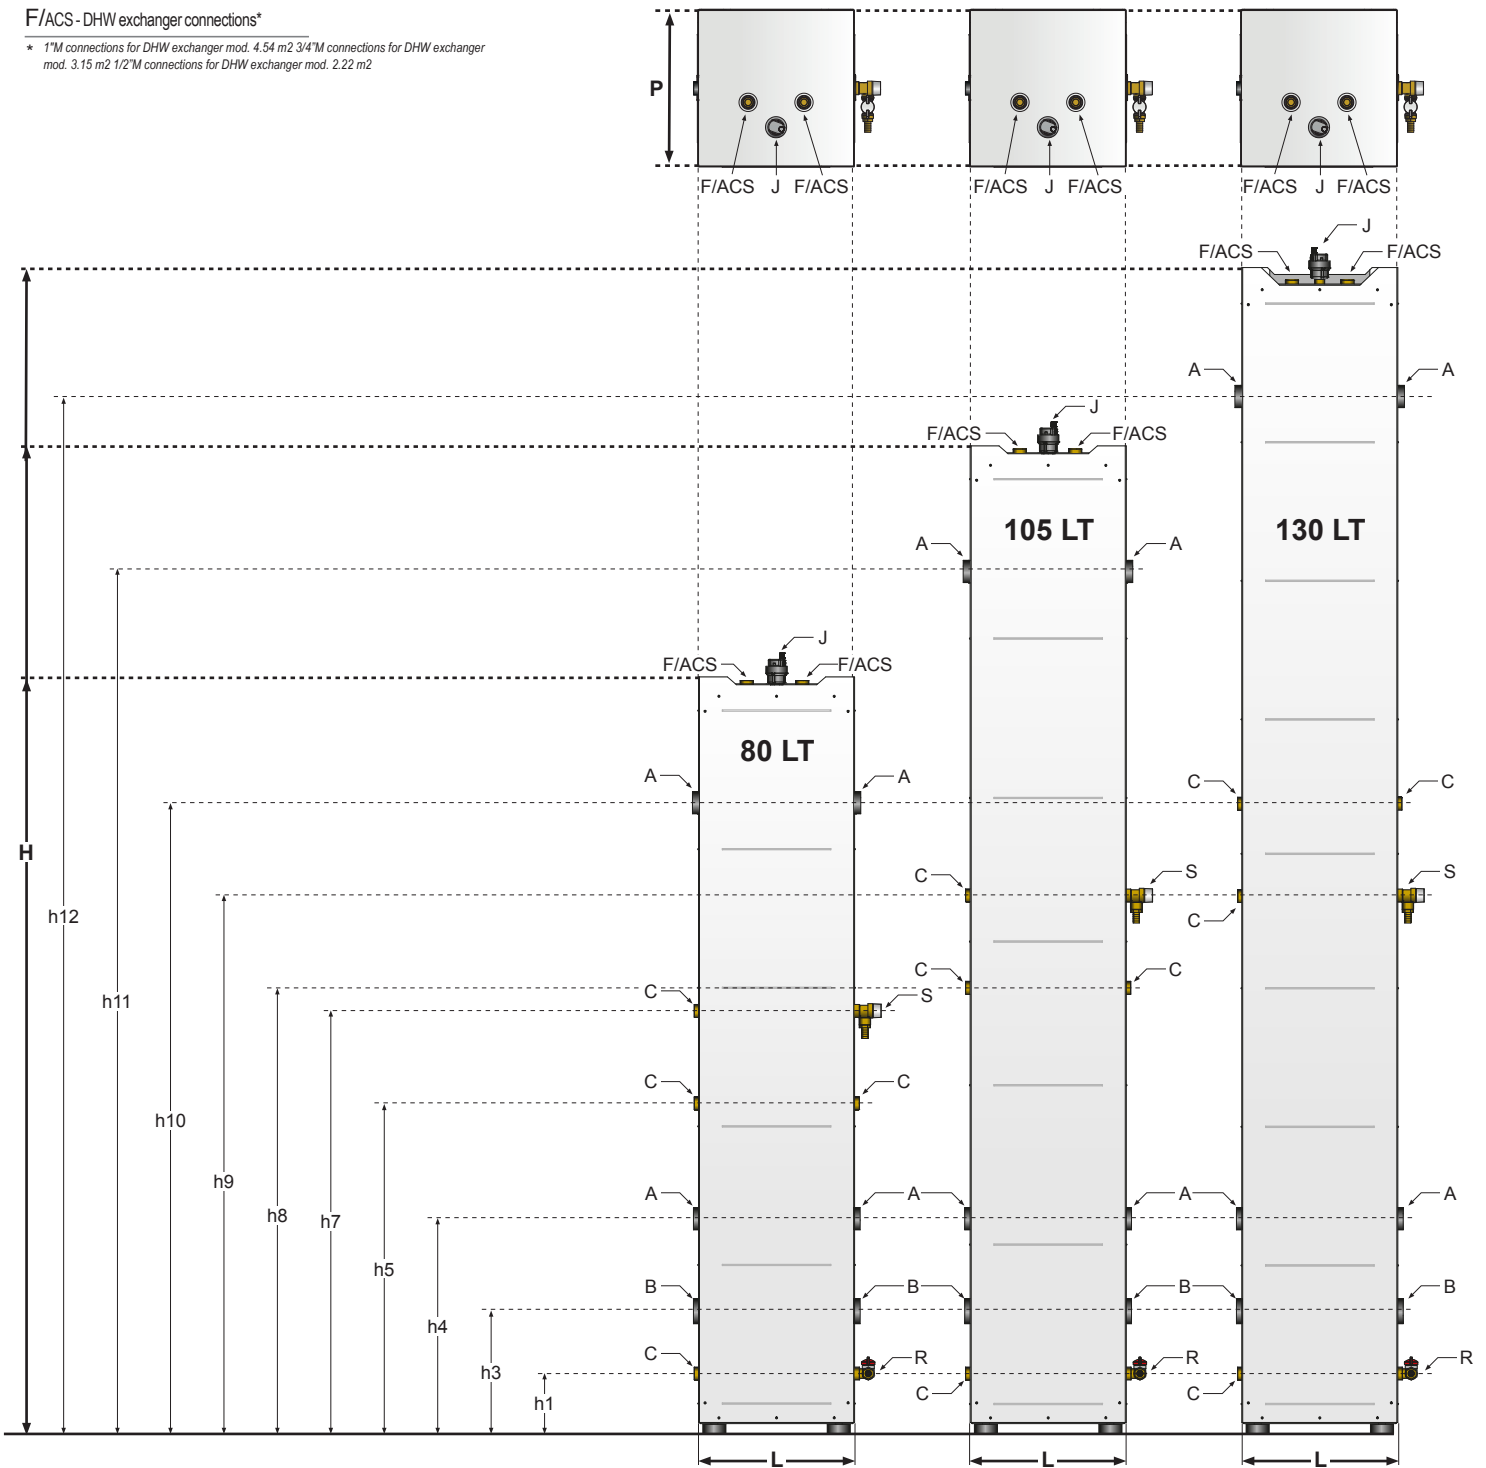 F/ACS - DHW exchanger connections*
* 1"M connections for DHW exchanger mod. 4.54 m2 3/4"M connections for DHW exchanger
mod. 3.15 m2 1/2"M connections for DHW exchanger mod. 2.22 m2
P
F/ACS J F/ACS F/ACS J F/ACS F/ACS J F/ACS
J
F/ACS F/ACS
A A
J
F/ACS F/ACS
105 LT 130 LT
A A
J
F/ACS F/ACS
80 LT
A A C C
H
C S S
h12 C
C C
h11 C S
C C
h10
h9 A A A A
h8
h7
h5
B B B B
h4
C R R R
h3 C C
h1
L L L